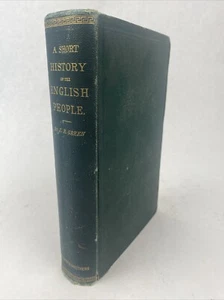 A SHORT
HISTORY
OF THE
ENGLISH
PEOPLE.
J. R. GREEN